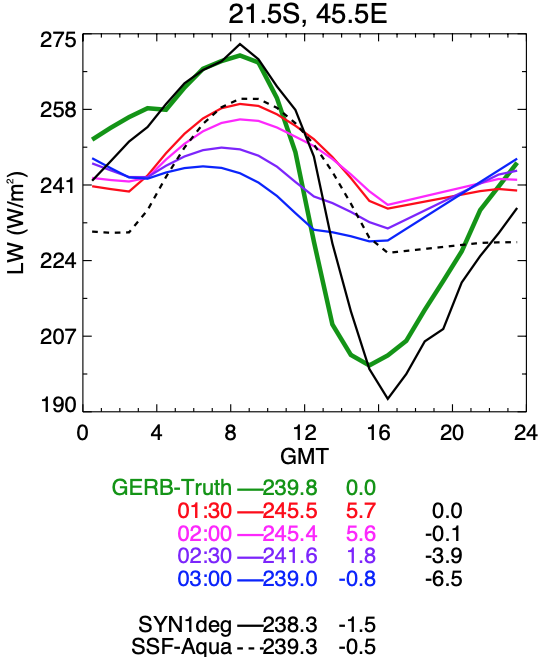 21.5S, 45.5E
275
258
241
224
207
190
LW (W/m²)
0 4 8 12 16 20 24
GMT
GERB-Truth 239.8 0.0
01:30 245.5 5.7 0.0
02:00 245.4 5.6 -0.1
02:30 241.6 1.8 -3.9
03:00 239.0 -0.8 -6.5
SYN1deg 238.3 -1.5
SSF-Aqua 239.3 -0.5